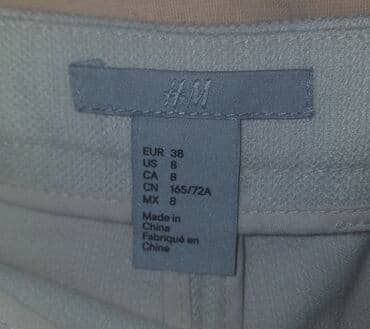 H&M
EUR 38
US 8
CA 8
CN 165/72A
MX 8
Made in
China
Fabriqué en
Chine